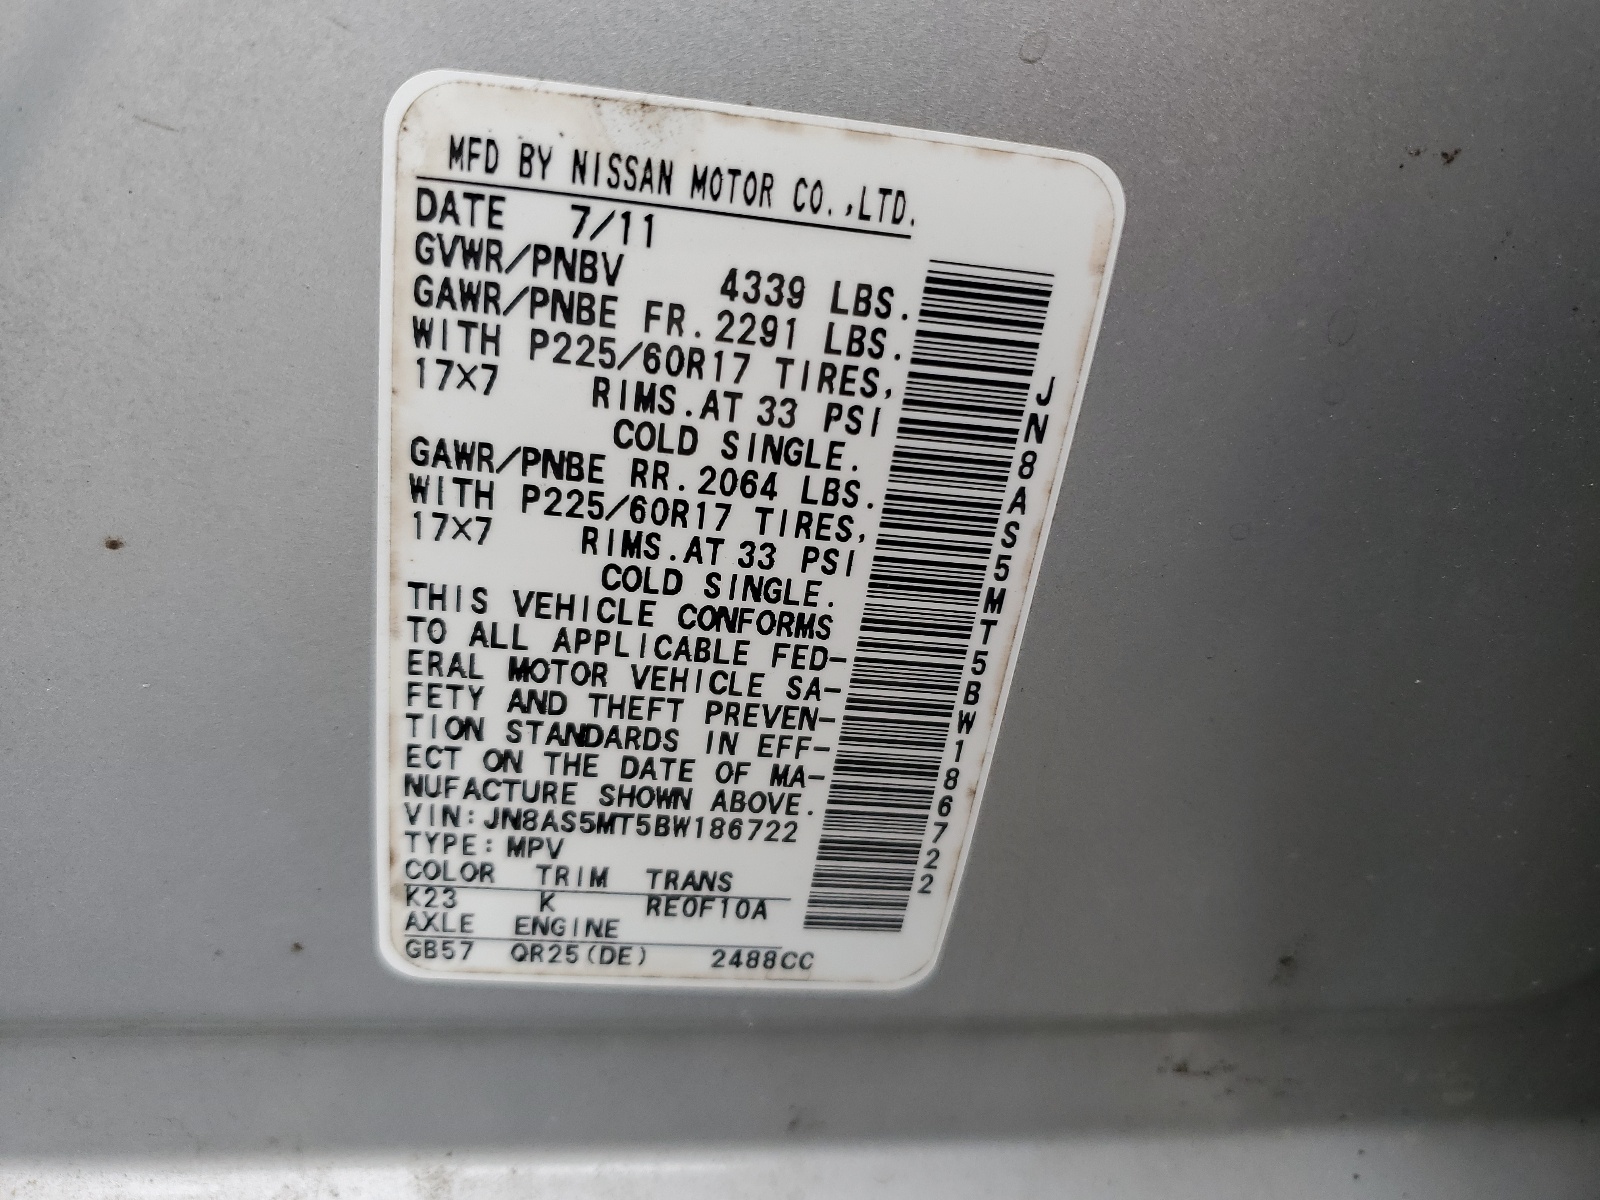 MFD BY NISSAN MOTOR CO.,LTD.
DATE 7/11
GVWR/PNBV 4339 LBS.
GAWR/PNBE FR.2291 LBS.
WITH P225/60R17 TIRES,
17X7 RIMS.AT 33 PSI
COLD SINGLE.
GAWR/PNBE RR.2064 LBS.
WITH P225/60R17 TIRES,
17X7 RIMS.AT 33 PSI
COLD SINGLE.
THIS VEHICLE CONFORMS
TO ALL APPLICABLE FED-
ERAL MOTOR VEHICLE SA-
FETY AND THEFT PREVEN-
TION STANDARDS IN EFF-
ECT ON THE DATE OF MA-
NUFACTURE SHOWN ABOVE.
VIN:JN8AS5MT5BW186722
TYPE:MPV
COLOR TRIM TRANS
K23 K RE0F10A
AXLE ENGINE
GB57 QR25(DE) 2488CC
JN8AS5MT5BW186722